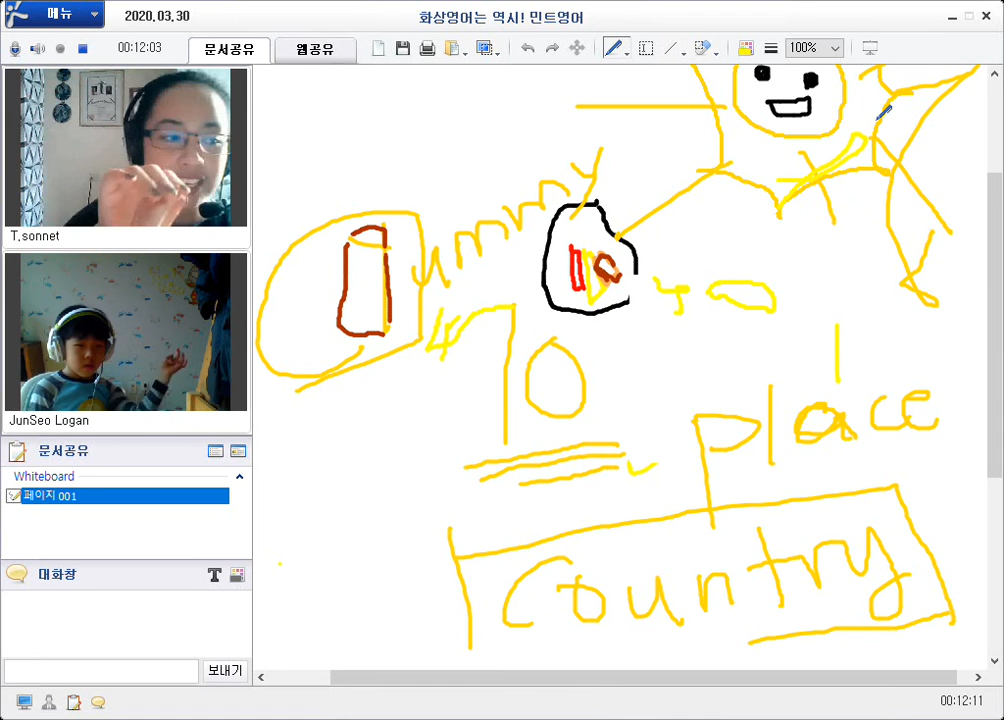 메뉴 2020.03.30 화상영어는 역시! 민트영어
00:12:03 문서공유 웹공유 100%
T.sonnet
JunSeo Logan
문서공유
Whiteboard
페이지 001
대화창
보내기
00:12:11
ummmy
place
country